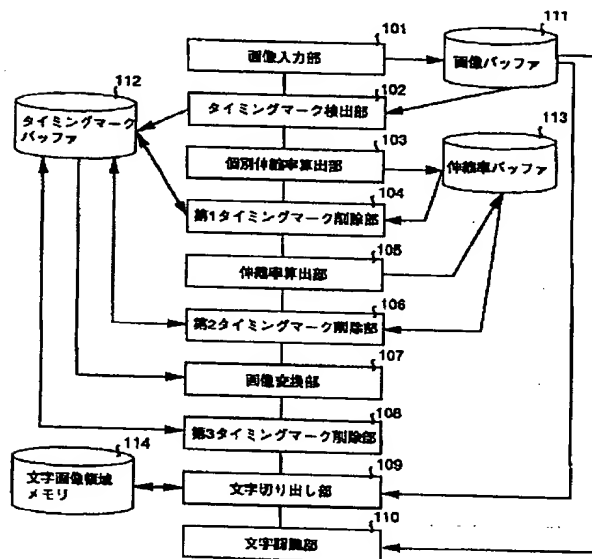 101
画像入力部
111
画像バッファ
112
タイミングマーク
バッファ
102
タイミングマーク検出部
113
伸縮率バッファ
103
個別伸縮率算出部
104
第1タイミングマーク削除部
105
伸縮率算出部
106
第2タイミングマーク削除部
107
画像変換部
108
第3タイミングマーク削除部
114
文字画像領域
メモリ
109
文字切り出し部
110
文字認識部